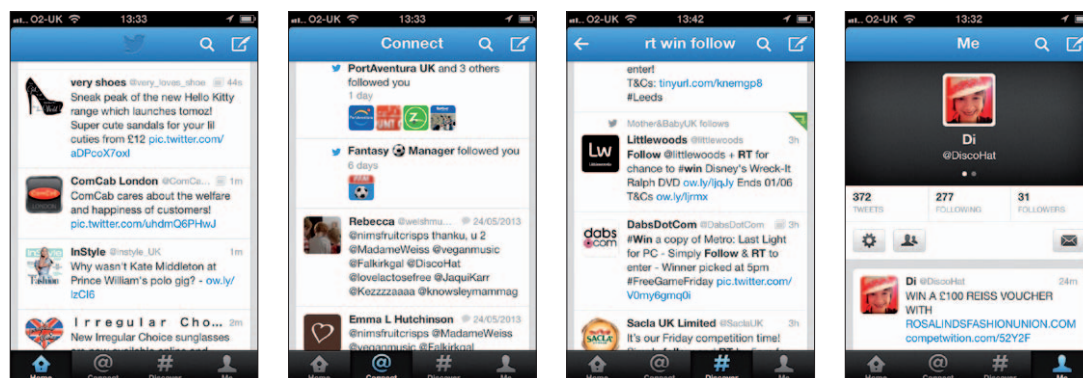 O2-UK 13:33
very shoes @very_loves_shoe 44s
Sneak peak of the new Hello Kitty
range which launches tomoz!
Super cute sandals for your lil
cuties from £12 pic.twitter.com/
aDPcoX7oxI
ComCab London @ComCa... 1m
ComCab cares about the welfare
and happiness of customers!
pic.twitter.com/uhdmQ6PHwJ
InStyle @instyle_UK 1m
Why wasn't Kate Middleton at
Prince William's polo gig? - ow.ly/
lzCI6
Irregular Cho... 2m
New Irregular Choice sunglasses
Home Connect Discover Me
O2-UK 13:33
Connect
PortAventura UK and 3 others
followed you
1 day
Fantasy Manager followed you
6 days
Rebecca @welshmu... 24/05/2013
@nimsfruitcrisps thanku, u 2
@MadameWeiss @veganmusic
@Falkirkgal @DiscoHat
@lovelactosefree @JaquiKarr
@Kezzzzaaaa @knowsleymammag
Emma L Hutchinson 24/05/2013
@nimsfruitcrisps @MadameWeiss
@veganmusic @Falkirkgal
Home Connect Discover Me
O2-UK 13:42
rt win follow
enter!
T&Cs: tinyurl.com/knemgp8
#Leeds
Mother&BabyUK follows
Lw
Littlewoods @littlewoods 3h
Follow @littlewoods + RT for
chance to #win Disney's Wreck-It
Ralph DVD ow.ly/ljqJy Ends 01/06
T&Cs ow.ly/ljrmx
dabs
.com
DabsDotCom @DabsDotCom 3h
#Win a copy of Metro: Last Light
for PC - Simply Follow & RT to
enter - Winner picked at 5pm
#FreeGameFriday pic.twitter.com/
V0my6gmq0i
SACLA'
Sacla UK Limited @SaclaUK 3h
It's our Friday competition time!
Home Connect Discover Me
O2-UK 13:32
Me
Di
@DiscoHat
372 277 31
TWEETS FOLLOWING FOLLOWERS
Di @DiscoHat 24m
WIN A £100 REISS VOUCHER
WITH
ROSALINDSFASHIONUNION.COM
competwition.com/52Y2F
Home Connect Discover Me